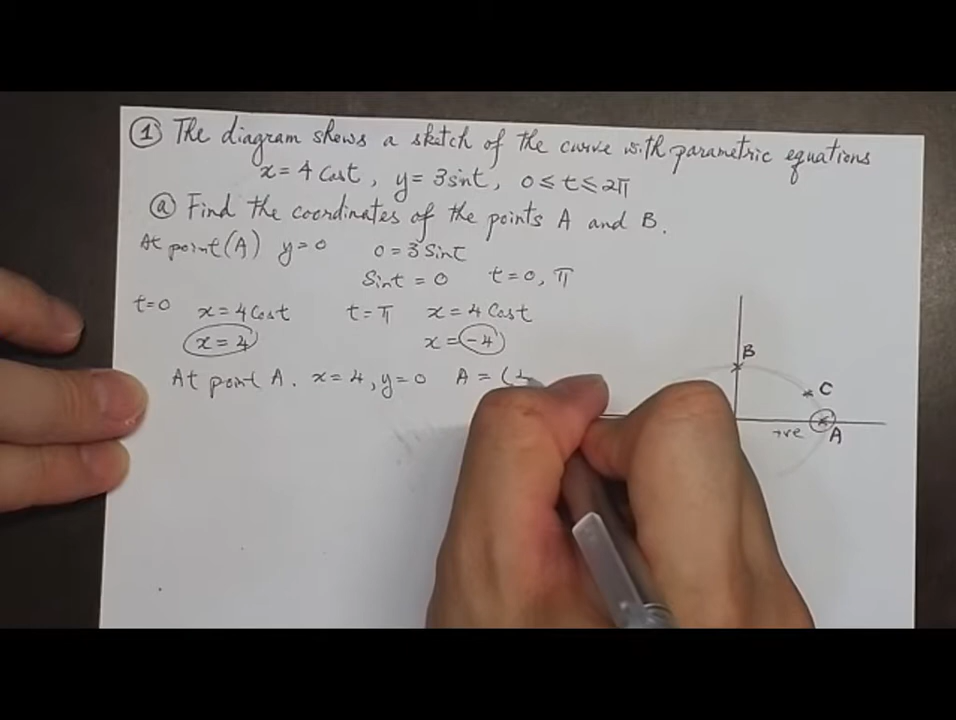 ① The diagram shows a sketch of the curve with parametric equations
x = 4 Cost , y = 3 sint , 0 ≤ t ≤ 2π
ⓐ Find the coordinates of the points A and B.
At point (A) y = 0 0 = 3 Sint
Sint = 0 t = 0, π
t=0 x = 4 Cost t = π x = 4 Cost
x = 4 x = -4
At point A. x = 4, y = 0 A = (
B
C
+ve A